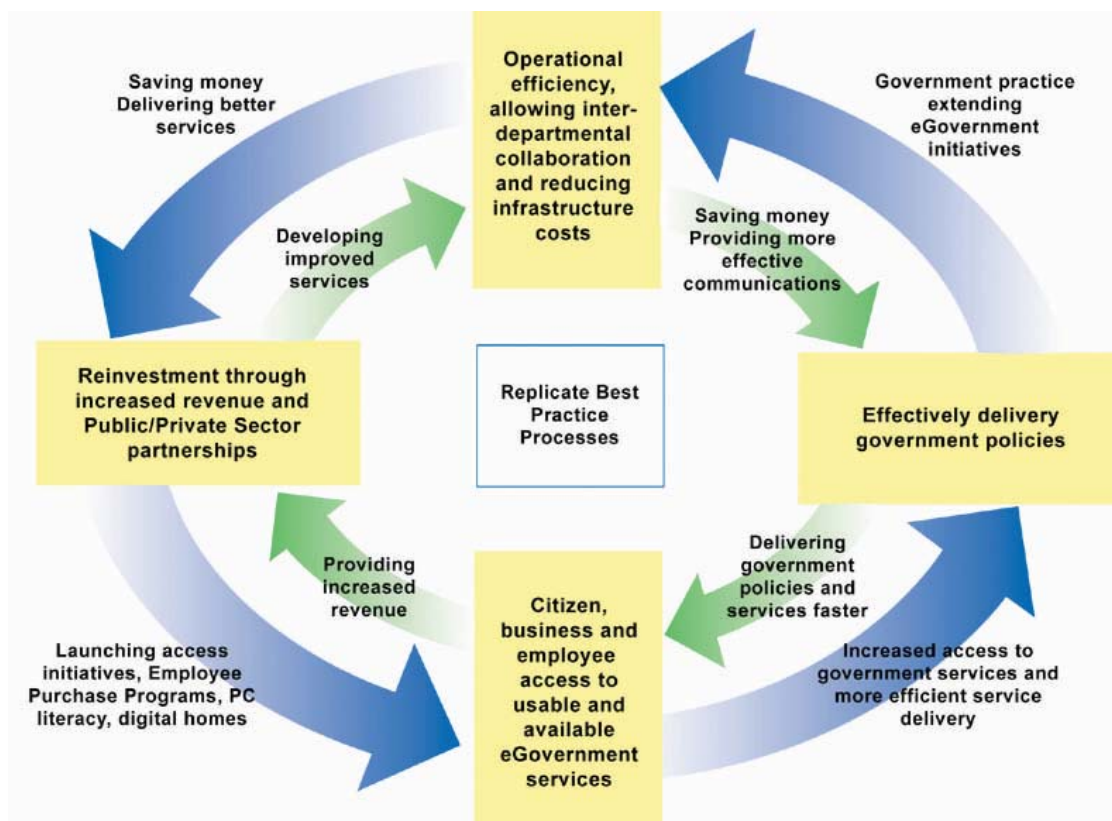 Operational
efficiency,
allowing inter-
departmental
collaboration
and reducing
infrastructure
costs
Saving money
Delivering better
services
Government practice
extending
eGovernment
initiatives
Developing
improved
services
Saving money
Providing more
effective
communications
Reinvestment through
increased revenue and
Public/Private Sector
partnerships
Replicate Best
Practice
Processes
Effectively delivery
government policies
Providing
increased
revenue
Delivering
government
policies and
services faster
Citizen,
business and
employee
access to
usable and
available
eGovernment
services
Launching access
initiatives, Employee
Purchase Programs, PC
literacy, digital homes
Increased access to
government services and
more efficient service
delivery